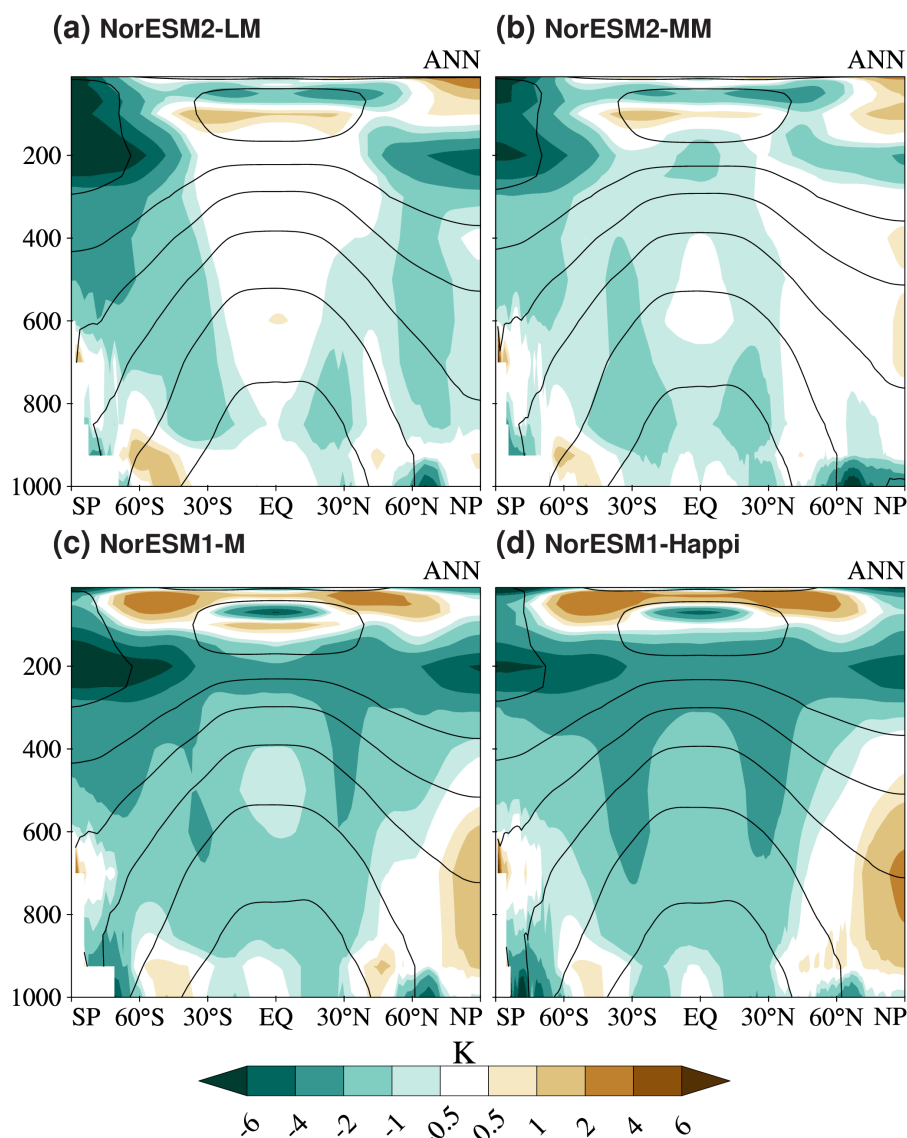 (a) NorESM2-LM
(b) NorESM2-MM
ANN
ANN
200
400
600
800
1000
SP 60°S 30°S EQ 30°N 60°N NP
SP 60°S 30°S EQ 30°N 60°N NP
(c) NorESM1-M
(d) NorESM1-Happi
ANN
ANN
200
400
600
800
1000
SP 60°S 30°S EQ 30°N 60°N NP
SP 60°S 30°S EQ 30°N 60°N NP
K
-6 -4 -2 -1 0.5 0.5 1 2 4 6